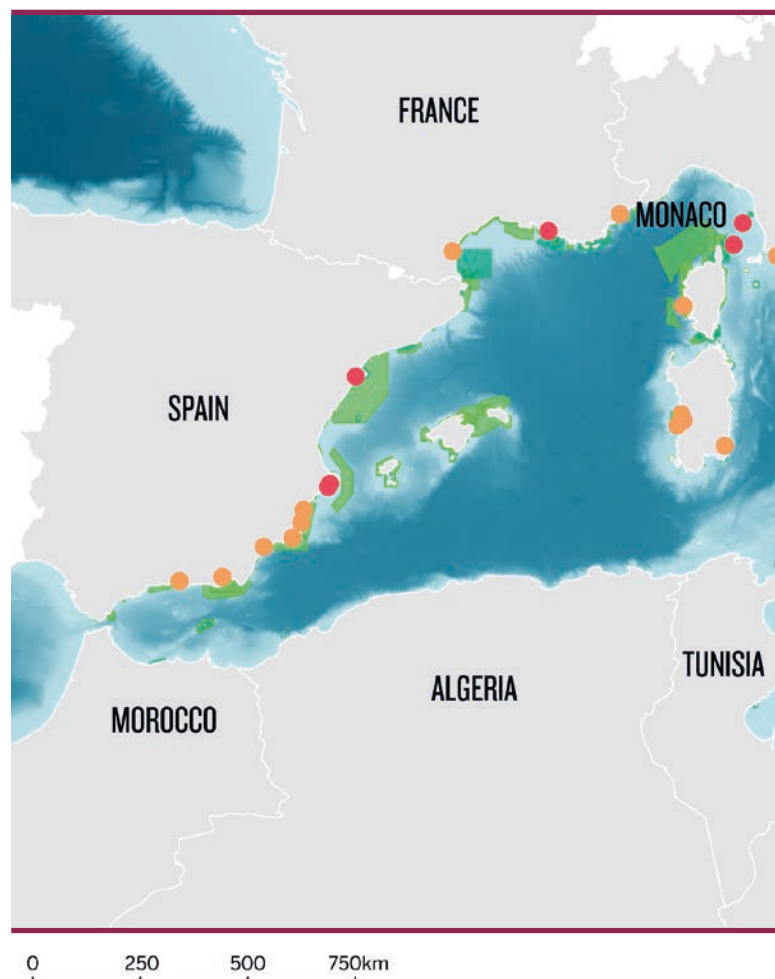 FRANCE
MONACO
SPAIN
TUNISIA
ALGERIA
MOROCCO
0 250 500 750km